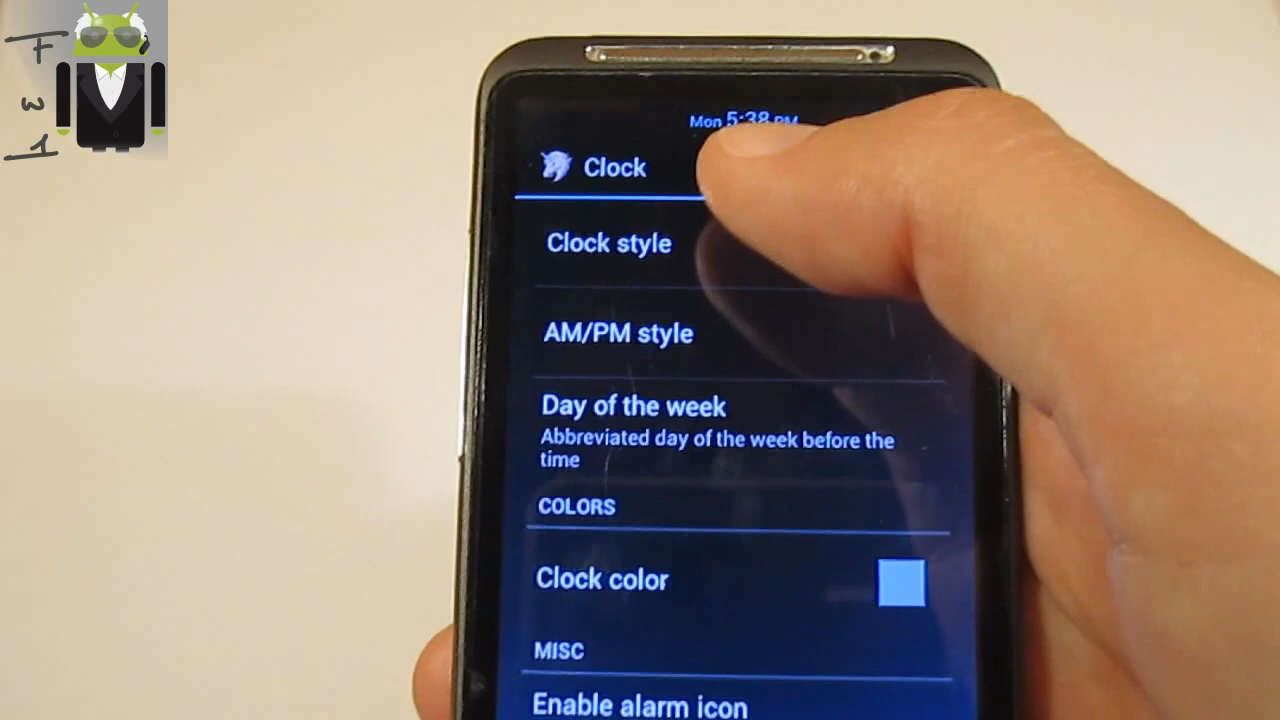 F
3
1
Mon 5:38 PM
Clock
Clock style
AM/PM style
Day of the week
Abbreviated day of the week before the
time
COLORS
Clock color
MISC
Enable alarm icon